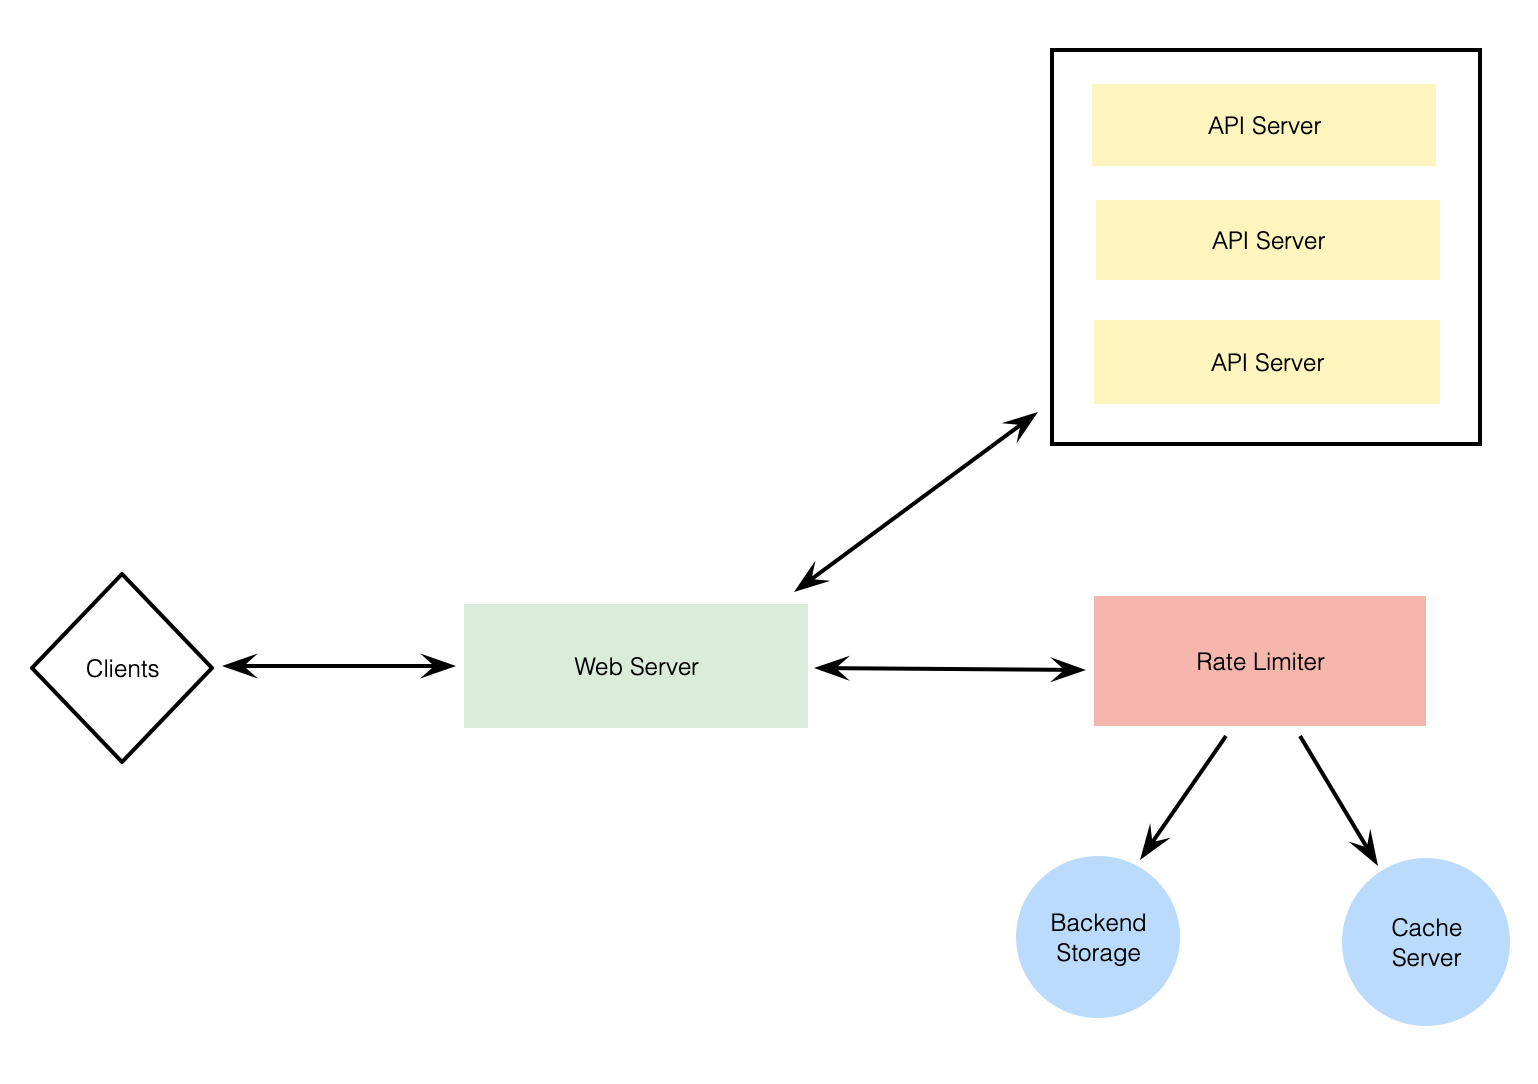 API Server
API Server
API Server
Clients
Web Server
Rate Limiter
Backend
Storage
Cache
Server